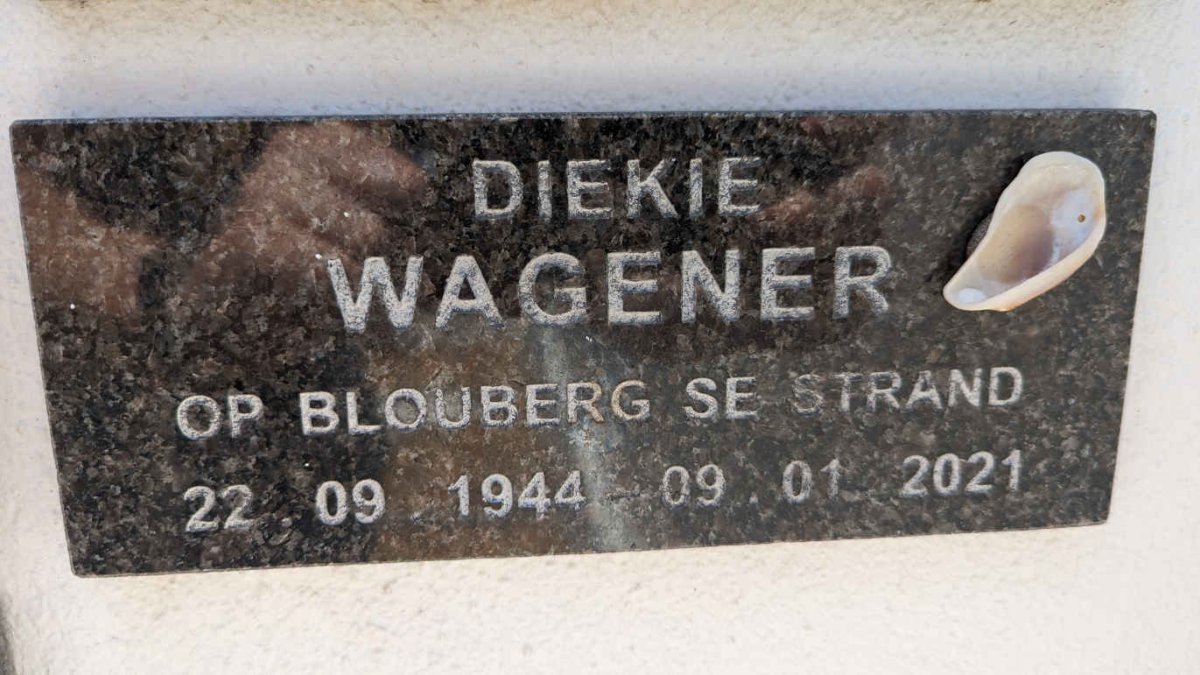 DIEKIE
WAGENER
OP BLOUBERG SE STRAND
22 . 09 . 1944 - 09 . 01 . 2021